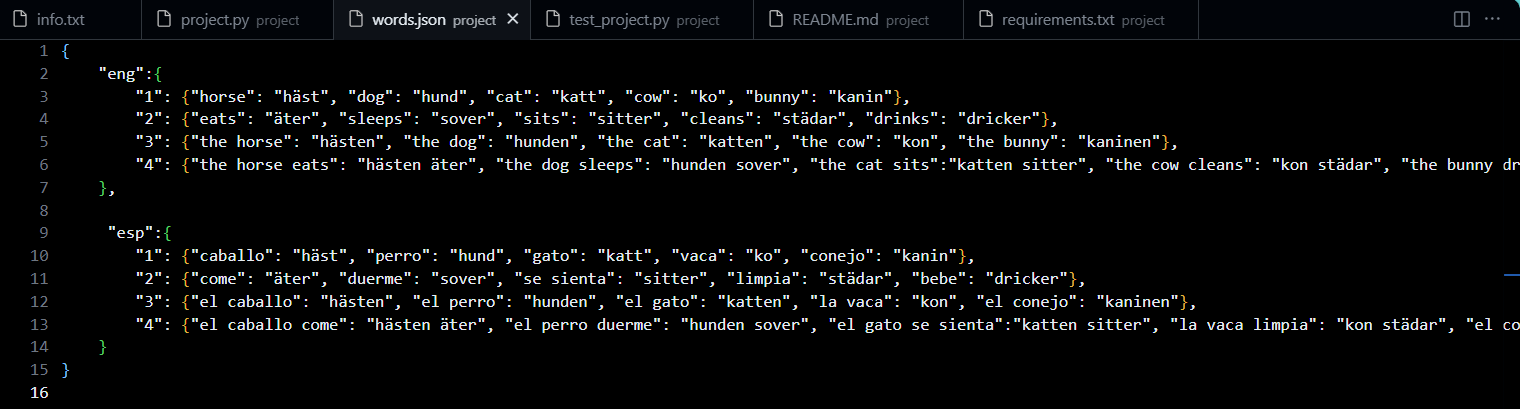 info.txt project.py project words.json project test_project.py project README.md project requirements.txt project
1 {
2 "eng":{
3 "1": {"horse": "häst", "dog": "hund", "cat": "katt", "cow": "ko", "bunny": "kanin"},
4 "2": {"eats": "äter", "sleeps": "sover", "sits": "sitter", "cleans": "städar", "drinks": "dricker"},
5 "3": {"the horse": "hästen", "the dog": "hunden", "the cat": "katten", "the cow": "kon", "the bunny": "kaninen"},
6 "4": {"the horse eats": "hästen äter", "the dog sleeps": "hunden sover", "the cat sits":"katten sitter", "the cow cleans": "kon städar", "the bunny dr
7 },
8
9 "esp":{
10 "1": {"caballo": "häst", "perro": "hund", "gato": "katt", "vaca": "ko", "conejo": "kanin"},
11 "2": {"come": "äter", "duerme": "sover", "se sienta": "sitter", "limpia": "städar", "bebe": "dricker"},
12 "3": {"el caballo": "hästen", "el perro": "hunden", "el gato": "katten", "la vaca": "kon", "el conejo": "kaninen"},
13 "4": {"el caballo come": "hästen äter", "el perro duerme": "hunden sover", "el gato se sienta":"katten sitter", "la vaca limpia": "kon städar", "el co
14 }
15 }
16